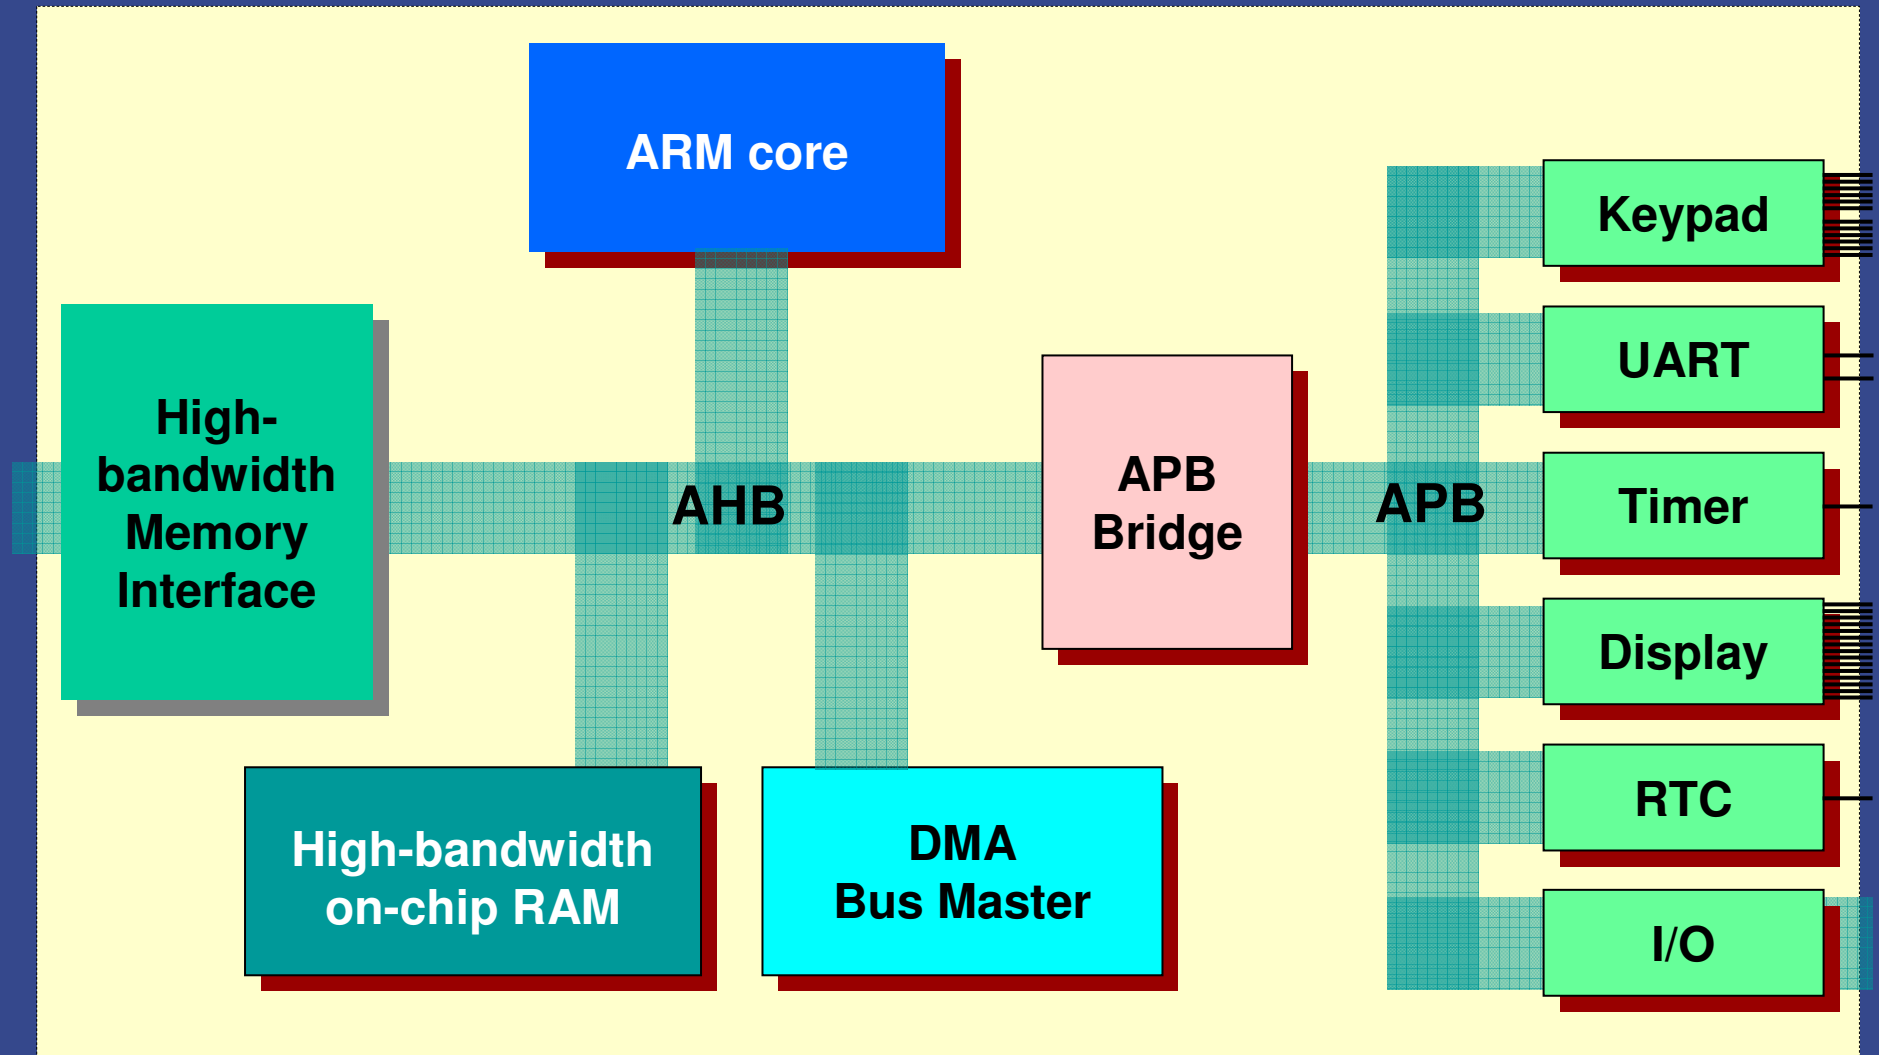 ARM core
High-
bandwidth
Memory
Interface
AHB
APB
Bridge
APB
Keypad
UART
Timer
Display
RTC
I/O
High-bandwidth
on-chip RAM
DMA
Bus Master